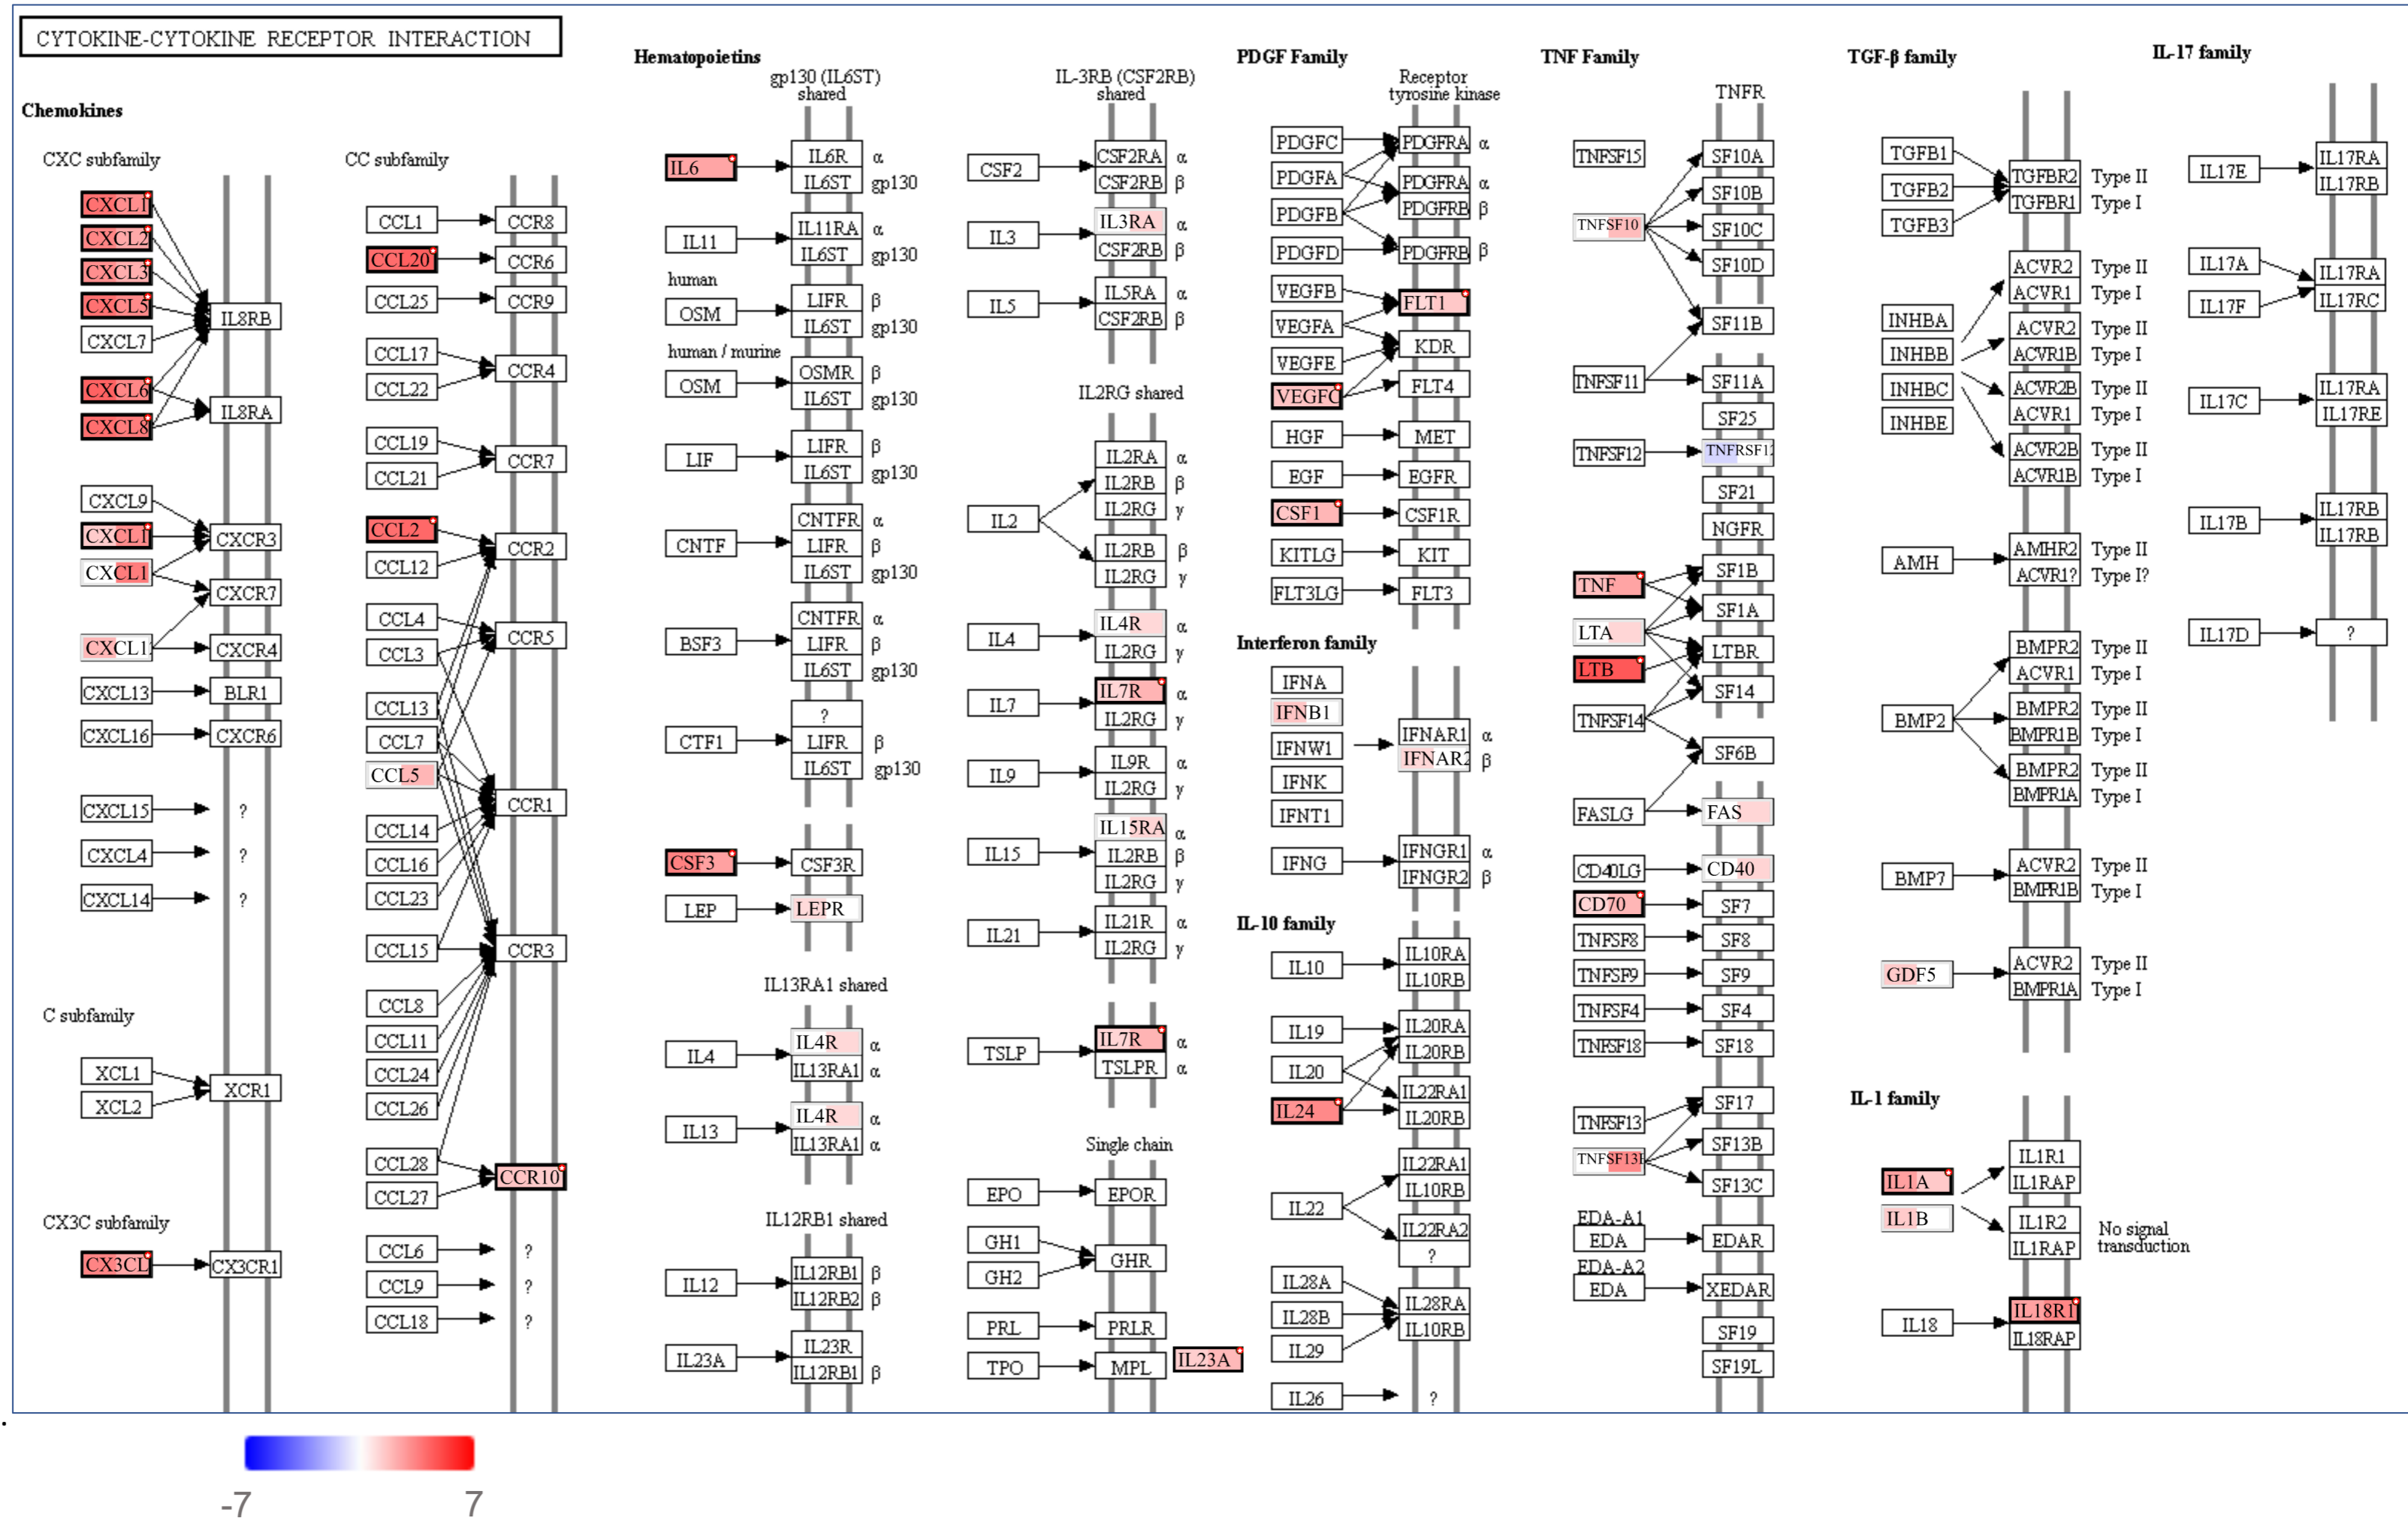 CYTOKINE-CYTOKINE RECEPTOR INTERACTION
Chemokines
CXC subfamily
CXCL1
CXCL2
CXCL3
CXCL5
CXCL7
CXCL6
CXCL8
IL8RB
IL8RA
CXCL9
CXCL1
CXCL1
CXCL1
CXCR3
CXCR7
CXCR4
CXCL13
BLR1
CXCL16
CXCR6
CXCL15
?
CXCL4
?
CXCL14
?
C subfamily
XCL1
XCL2
XCR1
CX3C subfamily
CX3CL
CX3CR1
CC subfamily
CCL1
CCR8
CCL20
CCR6
CCL25
CCR9
CCL17
CCL22
CCR4
CCL19
CCL21
CCR7
CCL2
CCL12
CCR2
CCL4
CCL3
CCR5
CCL13
CCL7
CCL5
CCR1
CCL14
CCL16
CCL23
CCL15
CCR3
CCL8
CCL11
CCL24
CCL26
CCL28
CCL27
CCR10
CCL6
?
CCL9
?
CCL18
?
Hematopoietins
gp130 (IL6ST)
shared
IL6
IL6R α
IL6ST gp130
IL11
IL11RA α
IL6ST gp130
human
OSM
LIFR β
IL6ST gp130
human / murine
OSM
OSMR β
IL6ST gp130
LIF
LIFR β
IL6ST gp130
CNTF
CNTFR α
LIFR β
IL6ST gp130
BSF3
CNTFR α
LIFR β
IL6ST gp130
CTF1
?
LIFR β
IL6ST gp130
CSF3
CSF3R
LEP
LEPR
IL13RA1 shared
IL4
IL4R α
IL13RA1 α
IL13
IL4R α
IL13RA1 α
IL12RB1 shared
IL12
IL12RB1 β
IL12RB2 β
IL23A
IL23R
IL12RB1 β
IL-3RB (CSF2RB)
shared
CSF2
CSF2RA α
CSF2RB β
IL3
IL3RA α
CSF2RB β
IL5
IL5RA α
CSF2RB β
IL2RG shared
IL2
IL2RA α
IL2RB β
IL2RG γ
IL2RB β
IL2RG γ
IL4
IL4R α
IL2RG γ
IL7
IL7R α
IL2RG γ
IL9
IL9R α
IL2RG γ
IL15
IL15RA α
IL2RB β
IL2RG γ
IL21
IL21R α
IL2RG γ
TSLP
IL7R α
TSLPR α
Single chain
EPO
EPOR
GH1
GH2
GHR
PRL
PRLR
TPO
MPL
IL23A
PDGF Family
Receptor
tyrosine kinase
PDGFC
PDGFA
PDGFB
PDGFD
PDGFRA α
PDGFRA α
PDGFRB β
PDGFRB β
VEGFB
VEGFA
VEGFE
VEGFC
FLT1
KDR
FLT4
HGF
MET
EGF
EGFR
CSF1
CSF1R
KITLG
KIT
FLT3LG
FLT3
Interferon family
IFNA
IFNB1
IFNW1
IFNK
IFNT1
IFNAR1 α
IFNAR2 β
IFNG
IFNGR1 α
IFNGR2 β
IL-10 family
IL10
IL10RA
IL10RB
IL19
IL20
IL24
IL20RA
IL20RB
IL22RA1
IL20RB
IL22
IL22RA1
IL10RB
IL22RA2
?
IL28A
IL28B
IL29
IL28RA
IL10RB
IL26
?
TNF Family
TNFR
TNFSF15
TNFSF10
SF10A
SF10B
SF10C
SF10D
SF11B
TNFSF11
SF11A
SF25
TNFSF12
TNFRSF12
SF21
NGFR
TNF
LTA
LTB
TNFSF14
SF1B
SF1A
LTBR
SF14
SF6B
FASLG
FAS
CD40LG
CD40
CD70
SF7
TNFSF8
SF8
TNFSF9
SF9
TNFSF4
SF4
TNFSF18
SF18
TNFSF13
TNFSF13B
SF17
SF13B
SF13C
EDA-A1
EDA
EDAR
EDA-A2
EDA
XEDAR
SF19
SF19L
TGF-β family
TGFB1
TGFB2
TGFB3
TGFBR2 Type II
TGFBR1 Type I
INHBA
INHBB
INHBC
INHBE
ACVR2 Type II
ACVR1 Type I
ACVR2 Type II
ACVR1B Type I
ACVR2B Type II
ACVR1 Type I
ACVR2B Type II
ACVR1B Type I
AMH
AMHR2 Type II
ACVR1? Type I?
BMP2
BMPR2 Type II
ACVR1 Type I
BMPR2 Type II
BMPR1B Type I
BMPR2 Type II
BMPR1A Type I
BMP7
ACVR2 Type II
BMPR1B Type I
GDF5
ACVR2 Type II
BMPR1A Type I
IL-1 family
IL1A
IL1B
IL1R1
IL1RAP
IL1R2
IL1RAP
No signal
transduction
IL18
IL18R1
IL18RAP
IL-17 family
IL17E
IL17RA
IL17RB
IL17A
IL17F
IL17RA
IL17RC
IL17C
IL17RA
IL17RE
IL17B
IL17RB
IL17RB
IL17D
?
-7
7